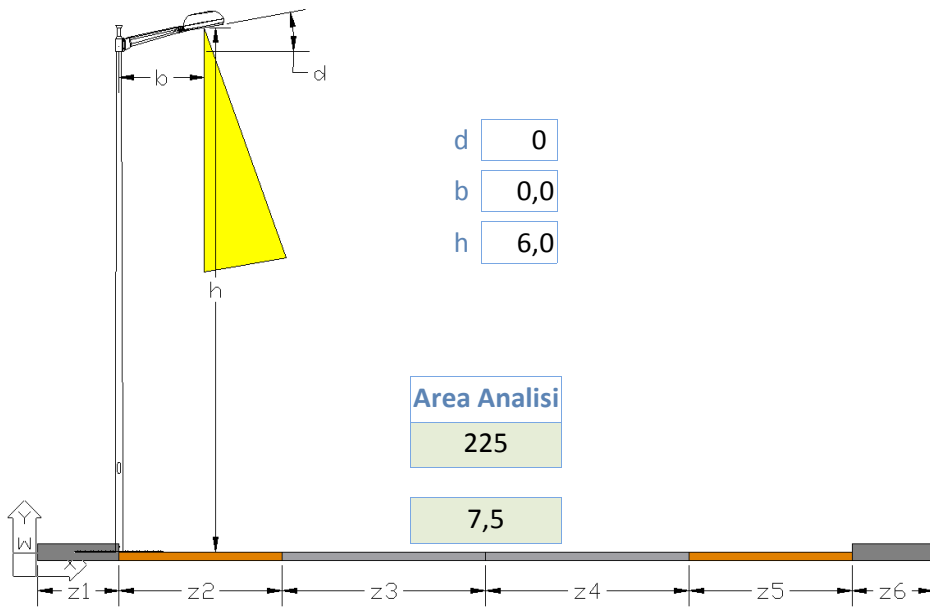 b
d
d 0
b 0,0
h 6,0
h
Area Analisi
225
7,5
Y
W
X
z1 z2 z3 z4 z5 z6